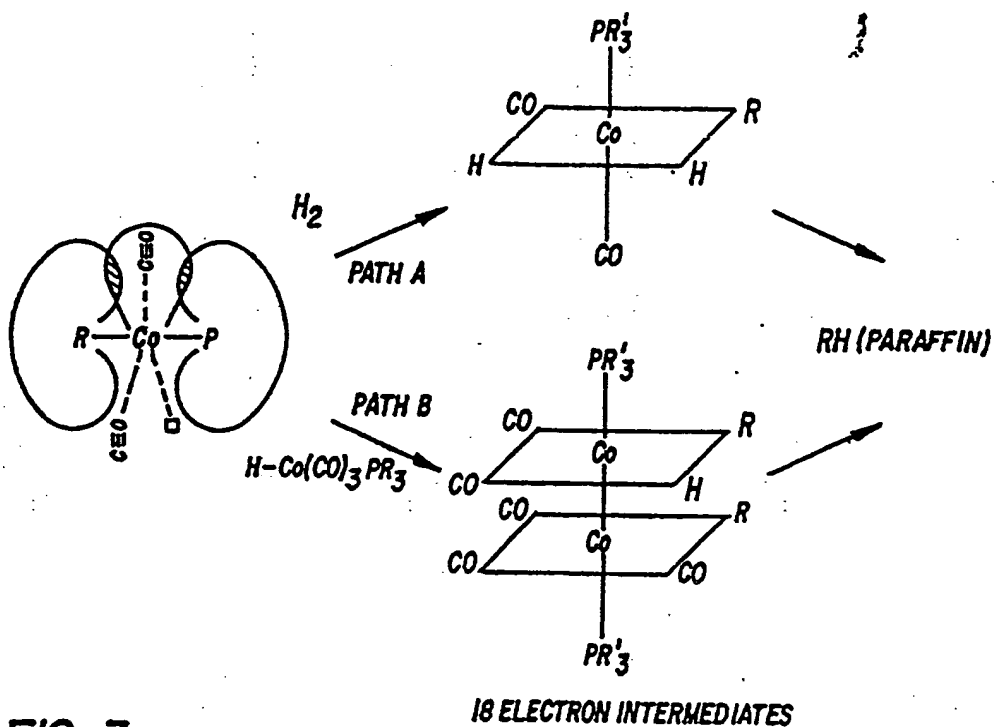 PR'3
CO
R
Co
H
H
CO
H2
PATH A
C≡O
R—Co—P
C≡O
RH (PARAFFIN)
PATH B
H-Co(CO)3PR3
PR'3
CO
R
Co
CO
H
CO
R
Co
CO
CO
PR'3
18 ELECTRON INTERMEDIATES